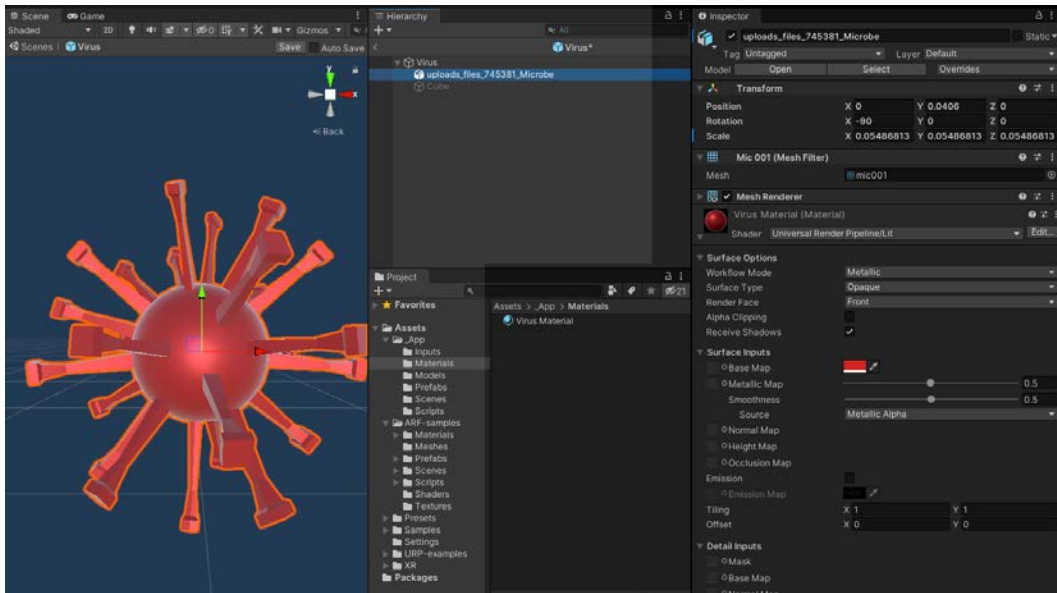 Scene
Game
Shaded
2D
0
Gizmos
All
Scenes
Virus
Save
Auto Save
y
x
< Back
Hierarchy
All
Virus*
Virus
uploads_files_745381_Microbe
Cube
Project
21
Favorites
Assets
_App
Inputs
Materials
Models
Prefabs
Scenes
Scripts
ARF-samples
Materials
Meshes
Prefabs
Scenes
Scripts
Shaders
Textures
Presets
Samples
Settings
URP-examples
XR
Packages
Assets > _App > Materials
Virus Material
Inspector
uploads_files_745381_Microbe
Static
Tag Untagged Layer Default
Model Open Select Overrides
Transform
Position X 0 Y 0.0406 Z 0
Rotation X -90 Y 0 Z 0
Scale X 0.05486813 Y 0.05486813 Z 0.05486813
Mic 001 (Mesh Filter)
Mesh mic001
Mesh Renderer
Virus Material (Material)
Shader Universal Render Pipeline/Lit Edit...
Surface Options
Workflow Mode Metallic
Surface Type Opaque
Render Face Front
Alpha Clipping
Receive Shadows
Surface Inputs
Base Map
Metallic Map 0.5
Smoothness 0.5
Source Metallic Alpha
Normal Map
Height Map
Occlusion Map
Emission
Emission Map
Tiling X 1 Y 1
Offset X 0 Y 0
Detail Inputs
Mask
Base Map